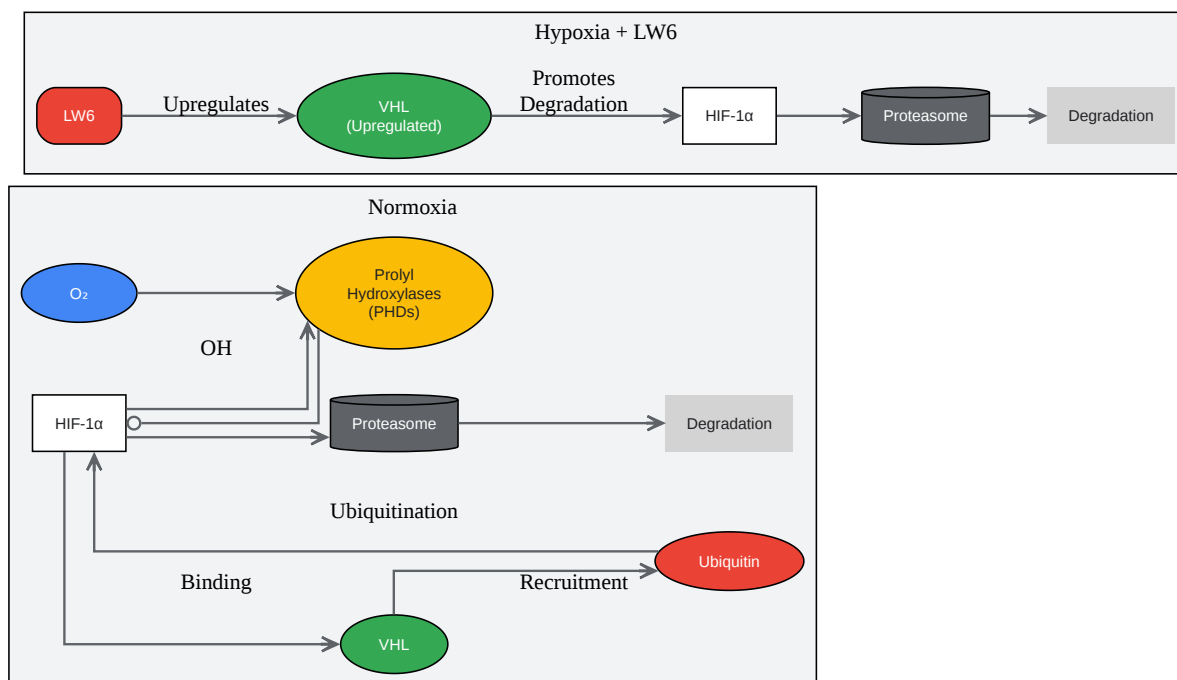 Hypoxia + LW6
LW6
Upregulates
VHL
(Upregulated)
Promotes
Degradation
HIF-1α
Proteasome
Degradation
Normoxia
O₂
Prolyl
Hydroxylases
(PHDs)
OH
HIF-1α
Proteasome
Degradation
Ubiquitination
Ubiquitin
Binding
Recruitment
VHL